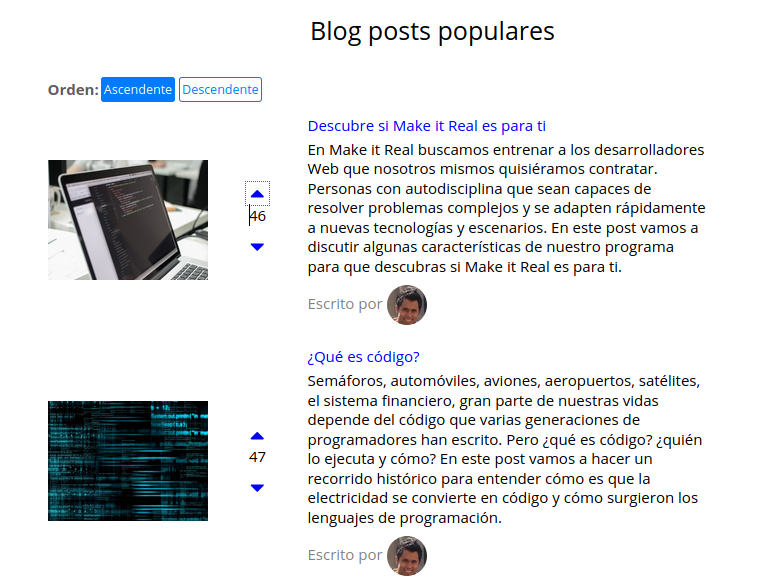 Blog posts populares
Orden: Ascendente Descendente
Descubre si Make it Real es para ti
En Make it Real buscamos entrenar a los desarrolladores
Web que nosotros mismos quisiéramos contratar.
Personas con autodisciplina que sean capaces de
resolver problemas complejos y se adapten rápidamente
a nuevas tecnologías y escenarios. En este post vamos a
discutir algunas características de nuestro programa
para que descubras si Make it Real es para ti.
46
Escrito por
¿Qué es código?
Semáforos, automóviles, aviones, aeropuertos, satélites,
el sistema financiero, gran parte de nuestras vidas
depende del código que varias generaciones de
programadores han escrito. Pero ¿qué es código? ¿quién
lo ejecuta y cómo? En este post vamos a hacer un
recorrido histórico para entender cómo es que la
electricidad se convierte en código y cómo surgieron los
lenguajes de programación.
47
Escrito por